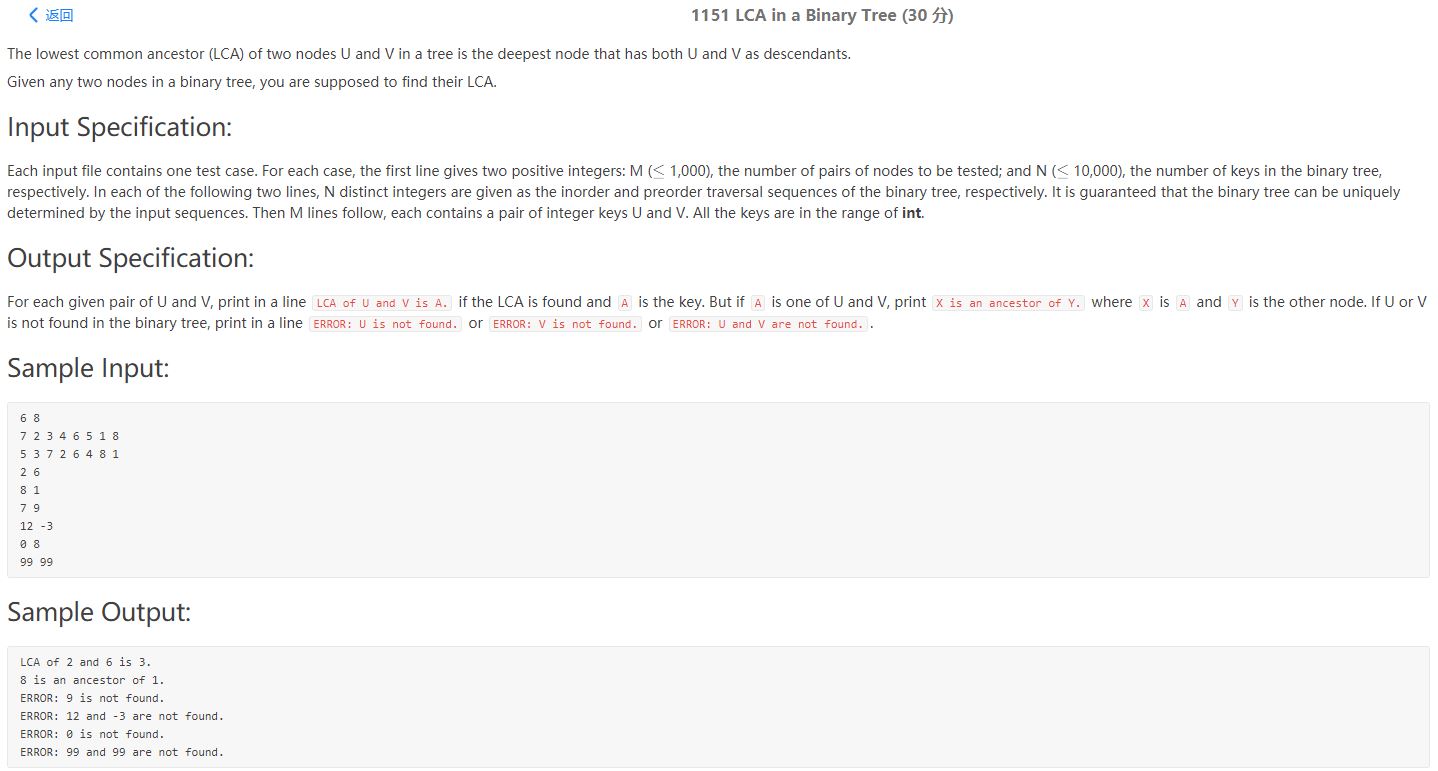 返回
1151 LCA in a Binary Tree (30 分)
The lowest common ancestor (LCA) of two nodes U and V in a tree is the deepest node that has both U and V as descendants.
Given any two nodes in a binary tree, you are supposed to find their LCA.
Input Specification:
Each input file contains one test case. For each case, the first line gives two positive integers: M (≤ 1,000), the number of pairs of nodes to be tested; and N (≤ 10,000), the number of keys in the binary tree,
respectively. In each of the following two lines, N distinct integers are given as the inorder and preorder traversal sequences of the binary tree, respectively. It is guaranteed that the binary tree can be uniquely
determined by the input sequences. Then M lines follow, each contains a pair of integer keys U and V. All the keys are in the range of int.
Output Specification:
For each given pair of U and V, print in a line LCA of U and V is A. if the LCA is found and A is the key. But if A is one of U and V, print X is an ancestor of Y. where X is A and Y is the other node. If U or V
is not found in the binary tree, print in a line ERROR: U is not found. or ERROR: V is not found. or ERROR: U and V are not found. .
Sample Input:
6 8
7 2 3 4 6 5 1 8
5 3 7 2 6 4 8 1
2 6
8 1
7 9
12 -3
0 8
99 99
Sample Output:
LCA of 2 and 6 is 3.
8 is an ancestor of 1.
ERROR: 9 is not found.
ERROR: 12 and -3 are not found.
ERROR: 0 is not found.
ERROR: 99 and 99 are not found.